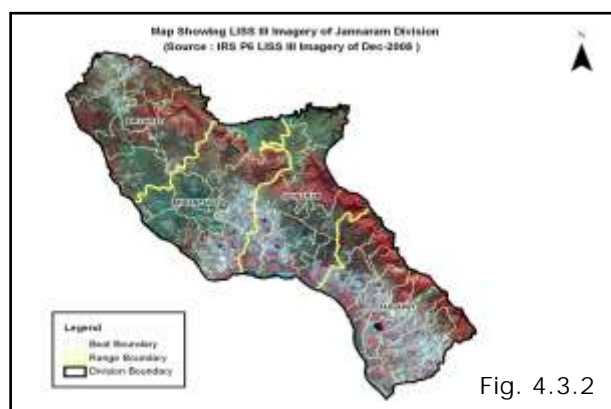 Map Showing LISS III Imagery of Jannaram Division
(Source : IRS P6 LISS III Imagery of Dec-2008 )
N
Legend
Beat Boundary
Range Boundary
Division Boundary
Fig. 4.3.2